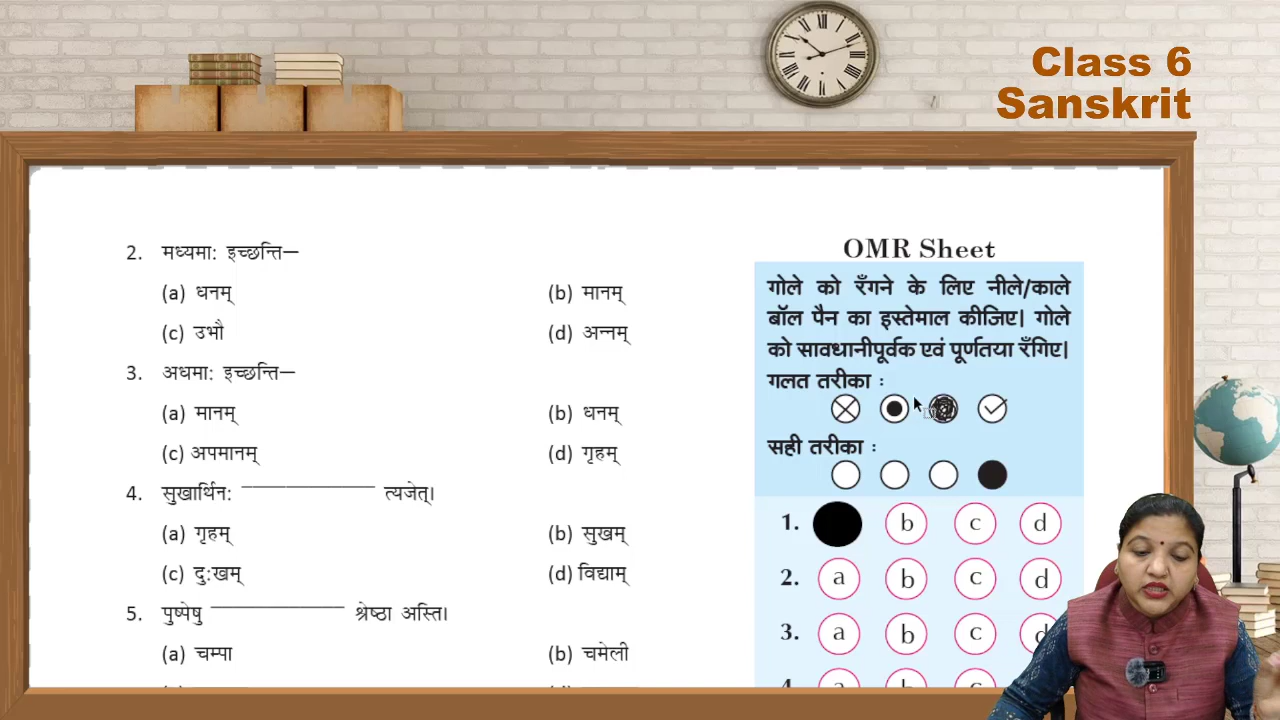 Class 6
Sanskrit
2. मध्यमाः इच्छन्ति—
(a) धनम् (b) मानम्
(c) उभौ (d) अन्नम्
3. अधमाः इच्छन्ति—
(a) मानम् (b) धनम्
(c) अपमानम् (d) गृहम्
4. सुखार्थिनः ____________ त्यजेत्।
(a) गृहम् (b) सुखम्
(c) दुःखम् (d) विद्याम्
5. पुष्पेषु ____________ श्रेष्ठा अस्ति।
(a) चम्पा (b) चमेली
OMR Sheet
गोले को रँगने के लिए नीले/काले
बॉल पैन का इस्तेमाल कीजिए। गोले
को सावधानीपूर्वक एवं पूर्णतया रँगिए।
गलत तरीका :
सही तरीका :
1. b c d
2. a b c d
3. a b c d
4. a b c